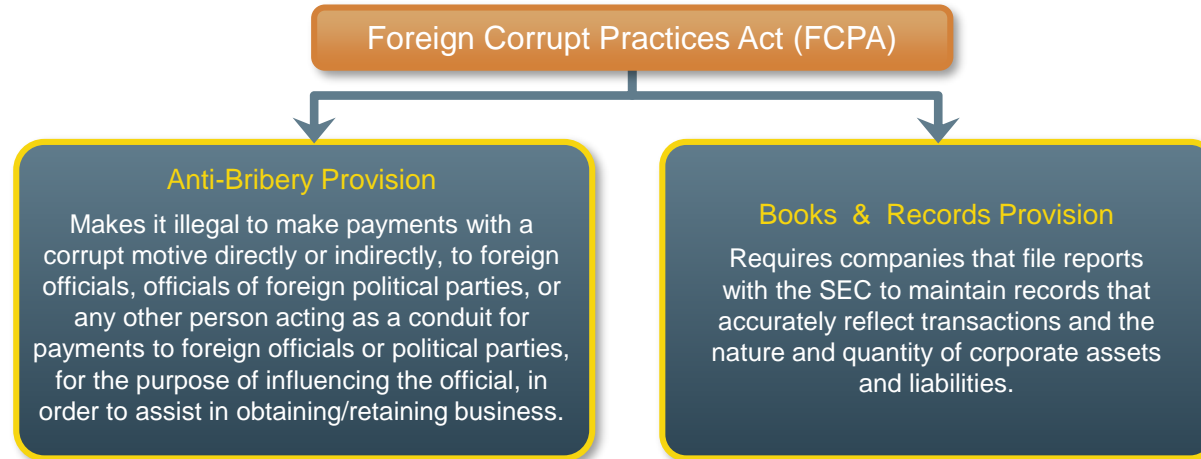 Foreign Corrupt Practices Act (FCPA)
Anti-Bribery Provision
Makes it illegal to make payments with a
corrupt motive directly or indirectly, to foreign
officials, officials of foreign political parties, or
any other person acting as a conduit for
payments to foreign officials or political parties,
for the purpose of influencing the official, in
order to assist in obtaining/retaining business.
Books & Records Provision
Requires companies that file reports
with the SEC to maintain records that
accurately reflect transactions and the
nature and quantity of corporate assets
and liabilities.